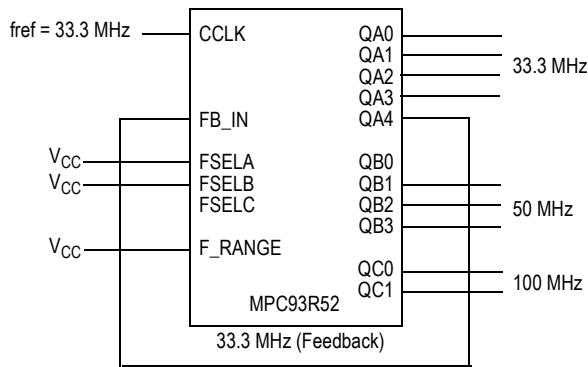 fref = 33.3 MHz
CCLK
QA0
QA1
QA2
QA3
QA4
33.3 MHz
FB_IN
VCC
FSELA
VCC
FSELB
FSELC
QB0
QB1
QB2
QB3
50 MHz
VCC
F_RANGE
QC0
QC1
100 MHz
MPC93R52
33.3 MHz (Feedback)